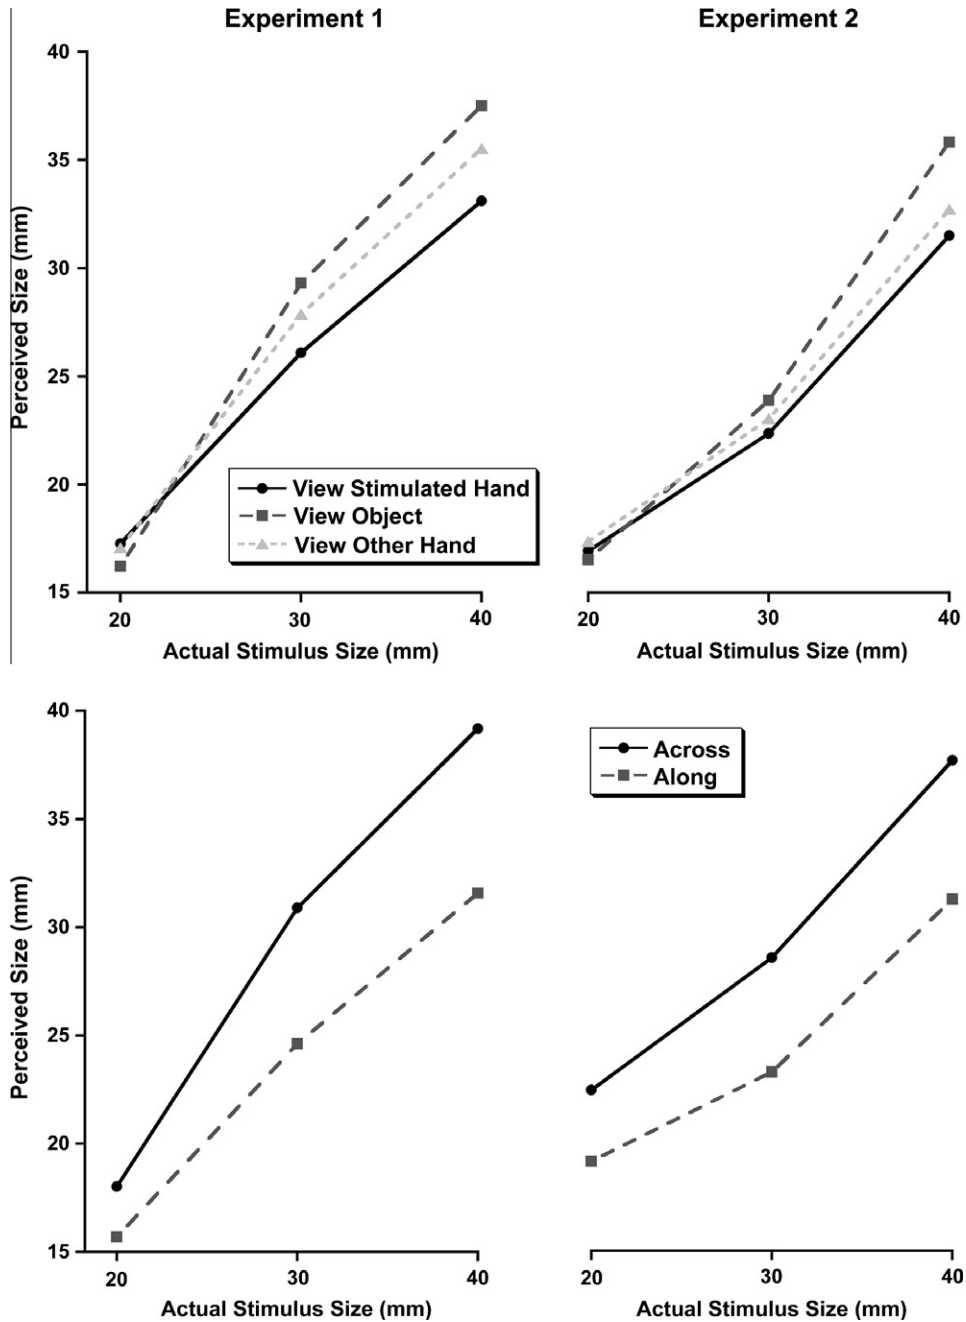 Experiment 1
Experiment 2
Perceived Size (mm)
40
35
30
25
20
15
View Stimulated Hand
View Object
View Other Hand
20 30 40
20 30 40
Actual Stimulus Size (mm)
Actual Stimulus Size (mm)
Perceived Size (mm)
40
35
30
25
20
15
Across
Along
20 30 40
20 30 40
Actual Stimulus Size (mm)
Actual Stimulus Size (mm)